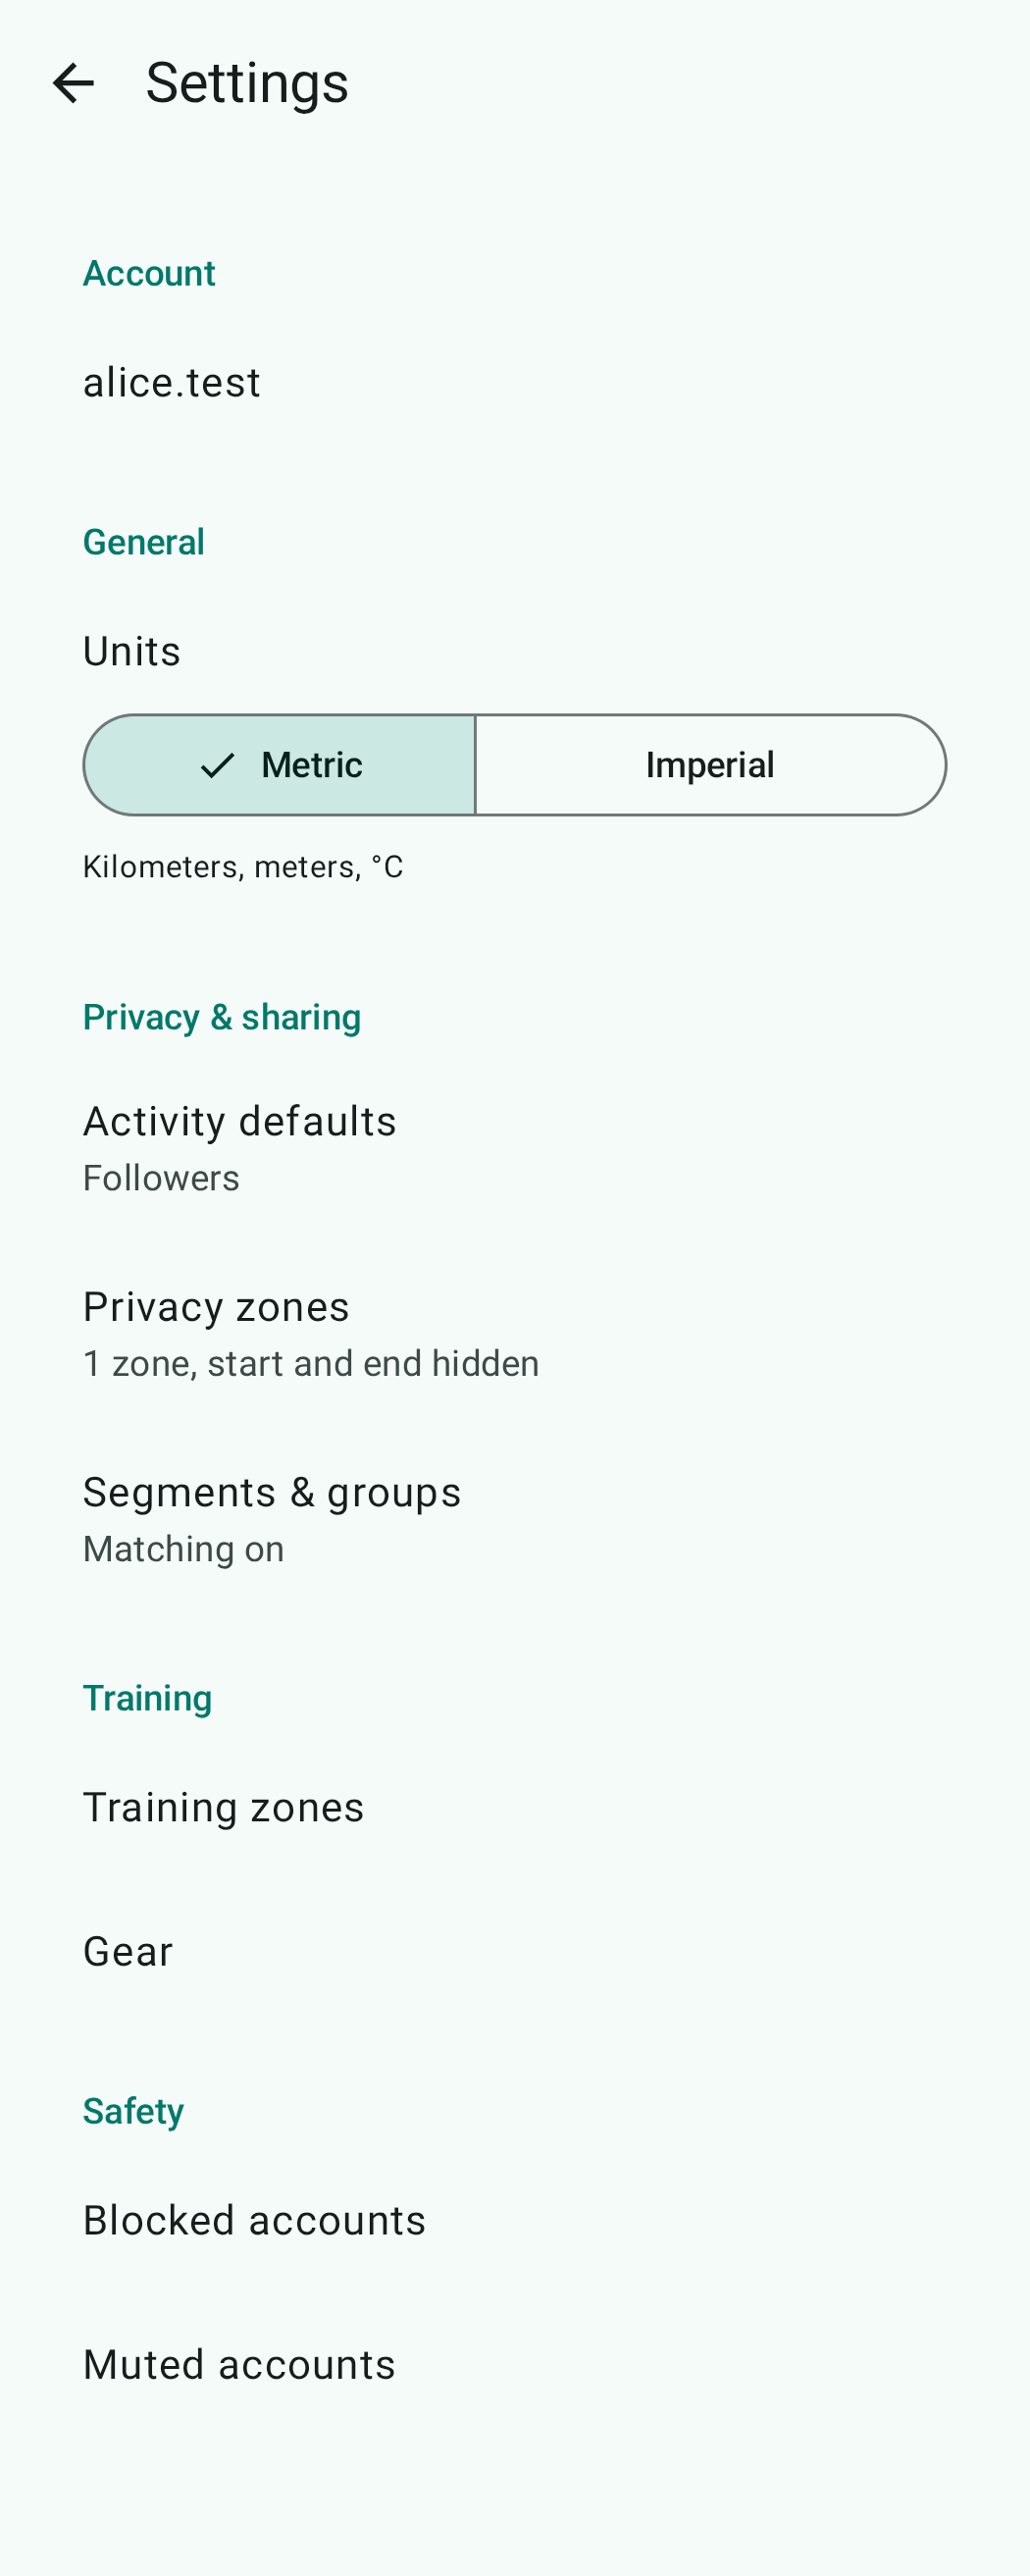 Settings
Account
alice.test
General
Units
Metric
Imperial
Kilometers, meters, °C
Privacy & sharing
Activity defaults
Followers
Privacy zones
1 zone, start and end hidden
Segments & groups
Matching on
Training
Training zones
Gear
Safety
Blocked accounts
Muted accounts